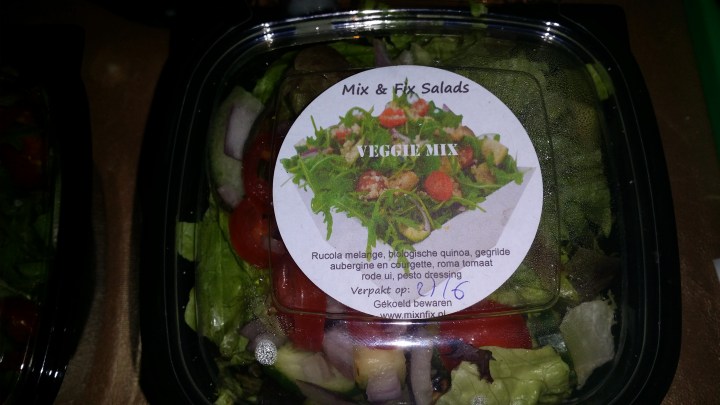 Mix & Fix Salads
VEGGIE MIX
Rucola melange, biologische quinoa, gegrilde
aubergine en courgette, roma tomaat
rode ui, pesto dressing
Verpakt op: 21/6
Gekoeld bewaren
www.mixnfix.nl